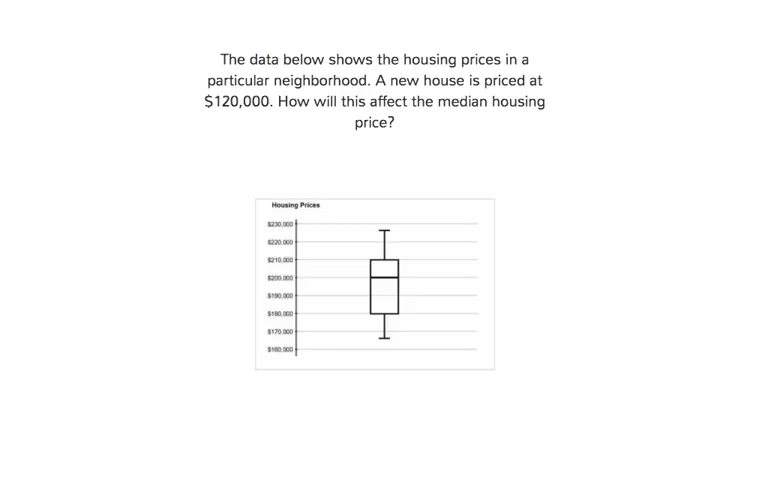 The data below shows the housing prices in a
particular neighborhood. A new house is priced at
$120,000. How will this affect the median housing
price?
Housing Prices
$230,000
$220,000
$210,000
$200,000
$190,000
$180,000
$170,000
$160,000